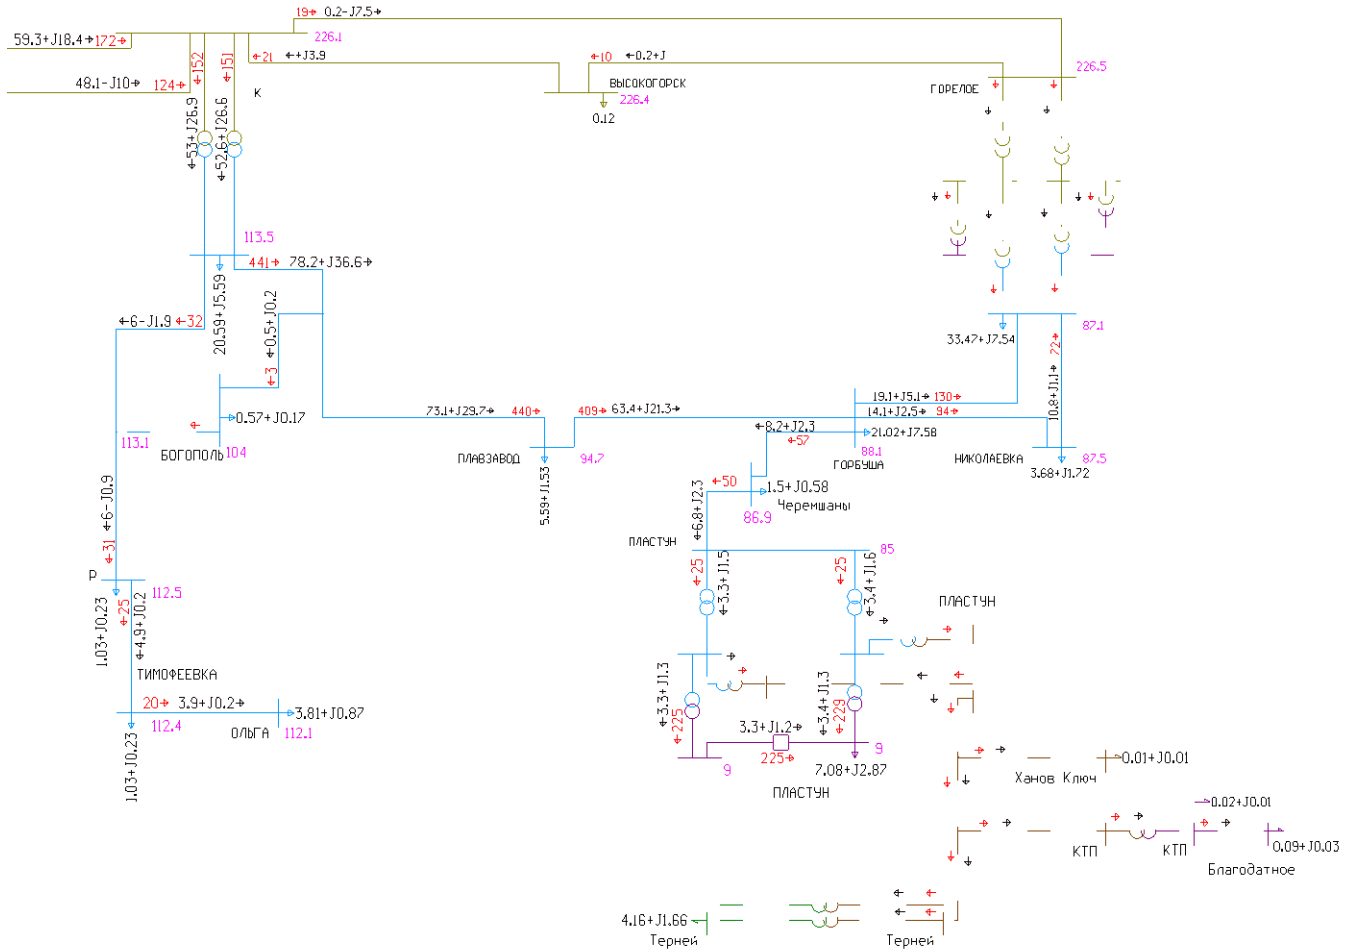 19→ 0.2-J7.5→
59.3+J18.4→172→
226.1
←152
←151
←21 ←+J3.9
←10 ←0.2+J
226.5
48.1-J10→ 124→
К
ВЫСОКОГОРСК
226.4
ГОРЕЛОЕ
0.12
←53+J26.9
←52.6+J26.6
113.5
441→ 78.2+J36.6→
20.59+J5.59
←0.5+J0.2
←3
←6-J1.9 ←32
87.1
33.47+J7.54
22→
10.8+J1.1→
19.1+J5.1→ 130→
14.1+J2.5→ 94→
73.1+J29.7→ 440→
409→ 63.4+J21.3→
0.57+J0.17
←8.2+J2.3
←57
21.02+J7.58
113.1
БОГОПОЛЬ 104
ПЛАВЗАВОД
94.7
88.1
ГОРБУША
НИКОЛАЕВКА
87.5
3.68+J1.72
5.59+J1.53
←50
1.5+J0.58
86.9
Черемшаны
←6.8+J2.3
←6-J0.9
←31
ПЛАСТУН
85
←25
←3.3+J1.5
←25
←3.4+J1.6
Р
112.5
1.03+J0.23
←25
←4.9+J0.2
ПЛАСТУН
ТИМОФЕЕВКА
20→ 3.9+J0.2→
3.81+J0.87
112.4
ОЛЬГА
112.1
1.03+J0.23
←3.3+J1.3
←225
←3.4+J1.3
←229
3.3+J1.2→
225→
9
9
7.08+J2.87
ПЛАСТУН
0.01+J0.01
Ханов Ключ
0.02+J0.01
КТП
КТП
0.09+J0.03
Благодатное
4.16+J1.66
Терней
Терней